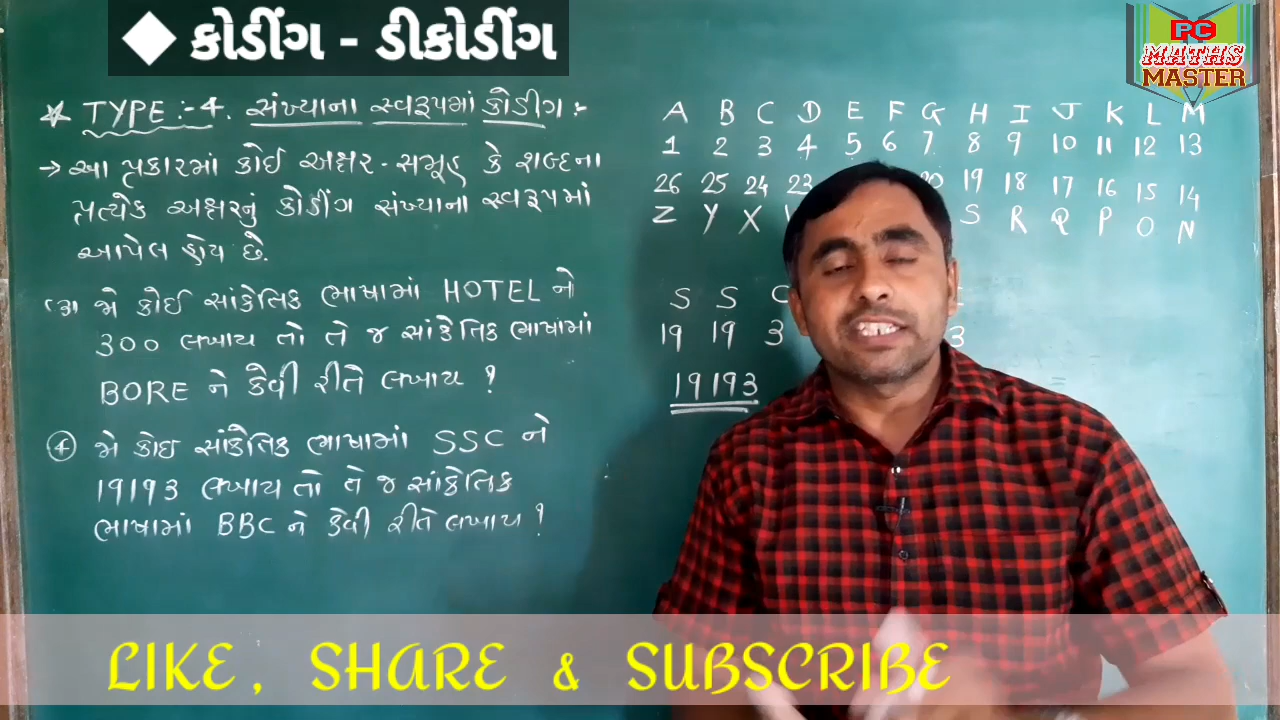 ◆ કોડીંગ - ડીકોડીંગ
PC
MATHS
MASTER
☆ TYPE :- 4. સંખ્યાના સ્વરૂપમાં કોડીંગ :-
→ આ પ્રકારમાં કોઈ અક્ષર - સમૂહ કે શબ્દના
પ્રત્યેક અક્ષરનું કોડીંગ સંખ્યાના સ્વરૂપમાં
આપેલ હોય છે.
જો કોઈ સાંકેતિક ભાષામાં HOTEL ને
300 લખાય તો તે જ સાંકેતિક ભાષામાં
BORE ને કેવી રીતે લખાય ?
④ જો કોઇ સાંકેતિક ભાષામાં SSC ને
19193 લખાય તો તે જ સાંકેતિક
ભાષામાં BBC ને કેવી રીતે લખાય ?
A B C D E F G H I J K L M
1 2 3 4 5 6 7 8 9 10 11 12 13
26 25 24 23 20 19 18 17 16 15 14
Z Y X S R Q P O N
S S C
19 19 3 3
19193
LIKE, SHARE & SUBSCRIBE